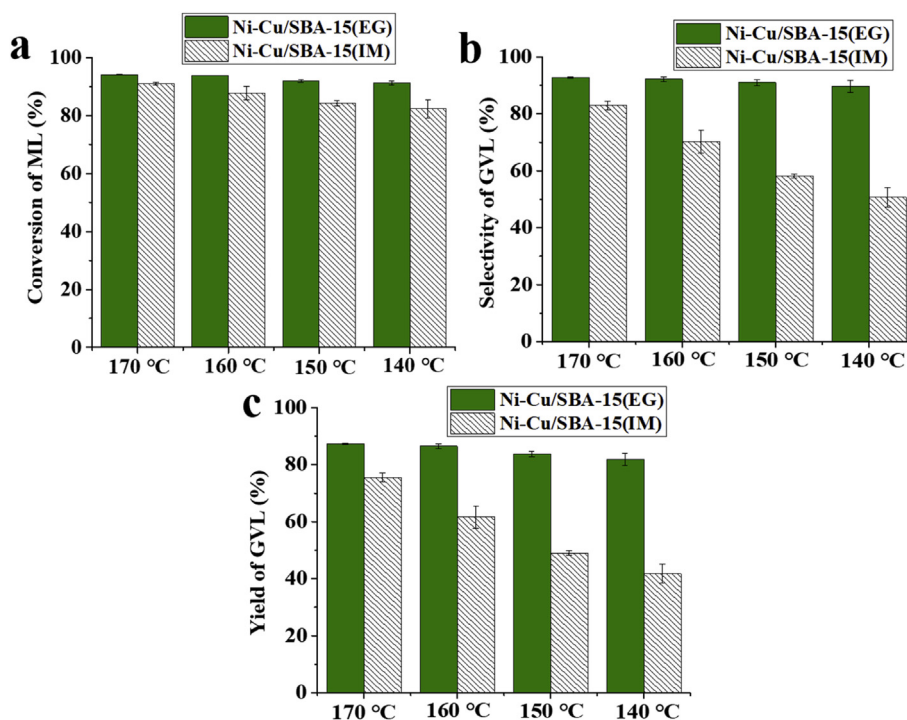 a
Ni-Cu/SBA-15(EG)
Ni-Cu/SBA-15(IM)
Conversion of ML (%)
100
80
60
40
20
0
170 °C 160 °C 150 °C 140 °C
b
Ni-Cu/SBA-15(EG)
Ni-Cu/SBA-15(IM)
Selectivity of GVL (%)
100
80
60
40
20
0
170 °C 160 °C 150 °C 140 °C
c
Ni-Cu/SBA-15(EG)
Ni-Cu/SBA-15(IM)
Yield of GVL (%)
100
80
60
40
20
0
170 °C 160 °C 150 °C 140 °C